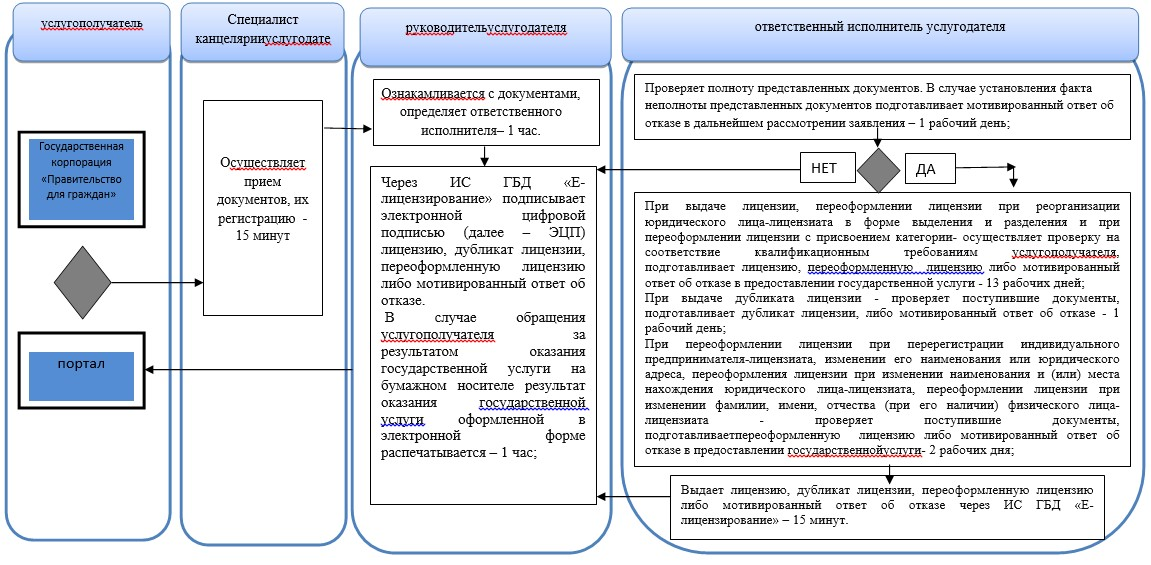 услугополучатель
Специалист
канцелярииуслугодате
руководительуслугодателя
ответственный исполнитель услугодателя
Государственная
корпорация
«Правительство
для граждан»
портал
Осуществляет
прием
документов, их
регистрацию -
15 минут
Ознакамливается с документами,
определяет ответственного
исполнителя– 1 час.
Через ИС ГБД «Е-
лицензирование» подписывает
электронной цифровой
подписью (далее – ЭЦП)
лицензию, дубликат лицензии,
переоформленную лицензию
либо мотивированный ответ об
отказе.
В случае обращения
услугополучателя за
результатом оказания
государственной услуги на
бумажном носителе результат
оказания государственной
услуги оформленной в
электронной форме
распечатывается – 1 час;
Проверяет полноту представленных документов. В случае установления факта
неполноты представленных документов подготавливает мотивированный ответ об
отказе в дальнейшем рассмотрении заявления – 1 рабочий день;
НЕТ
ДА
При выдаче лицензии, переоформлении лицензии при реорганизации
юридического лица-лицензиата в форме выделения и разделения и при
переоформлении лицензии с присвоением категории- осуществляет проверку на
соответствие квалификационным требованиям услугополучателя,
подготавливает лицензию, переоформленную лицензию либо мотивированный
ответ об отказе в предоставлении государственной услуги - 13 рабочих дней;
При выдаче дубликата лицензии - проверяет поступившие документы,
подготавливает дубликат лицензии, либо мотивированный ответ об отказе - 1
рабочий день;
При переоформлении лицензии при перерегистрации индивидуального
предпринимателя-лицензиата, изменении его наименования или юридического
адреса, переоформления лицензии при изменении наименования и (или) места
нахождения юридического лица-лицензиата, переоформлении лицензии при
изменении фамилии, имени, отчества (при его наличии) физического лица-
лицензиата - проверяет поступившие документы,
подготавливаетпереоформленную лицензию либо мотивированный ответ об
отказе в предоставлении государственнойуслуги- 2 рабочих дня;
Выдает лицензию, дубликат лицензии, переоформленную лицензию
либо мотивированный ответ об отказе через ИС ГБД «Е-
лицензирование» – 15 минут.